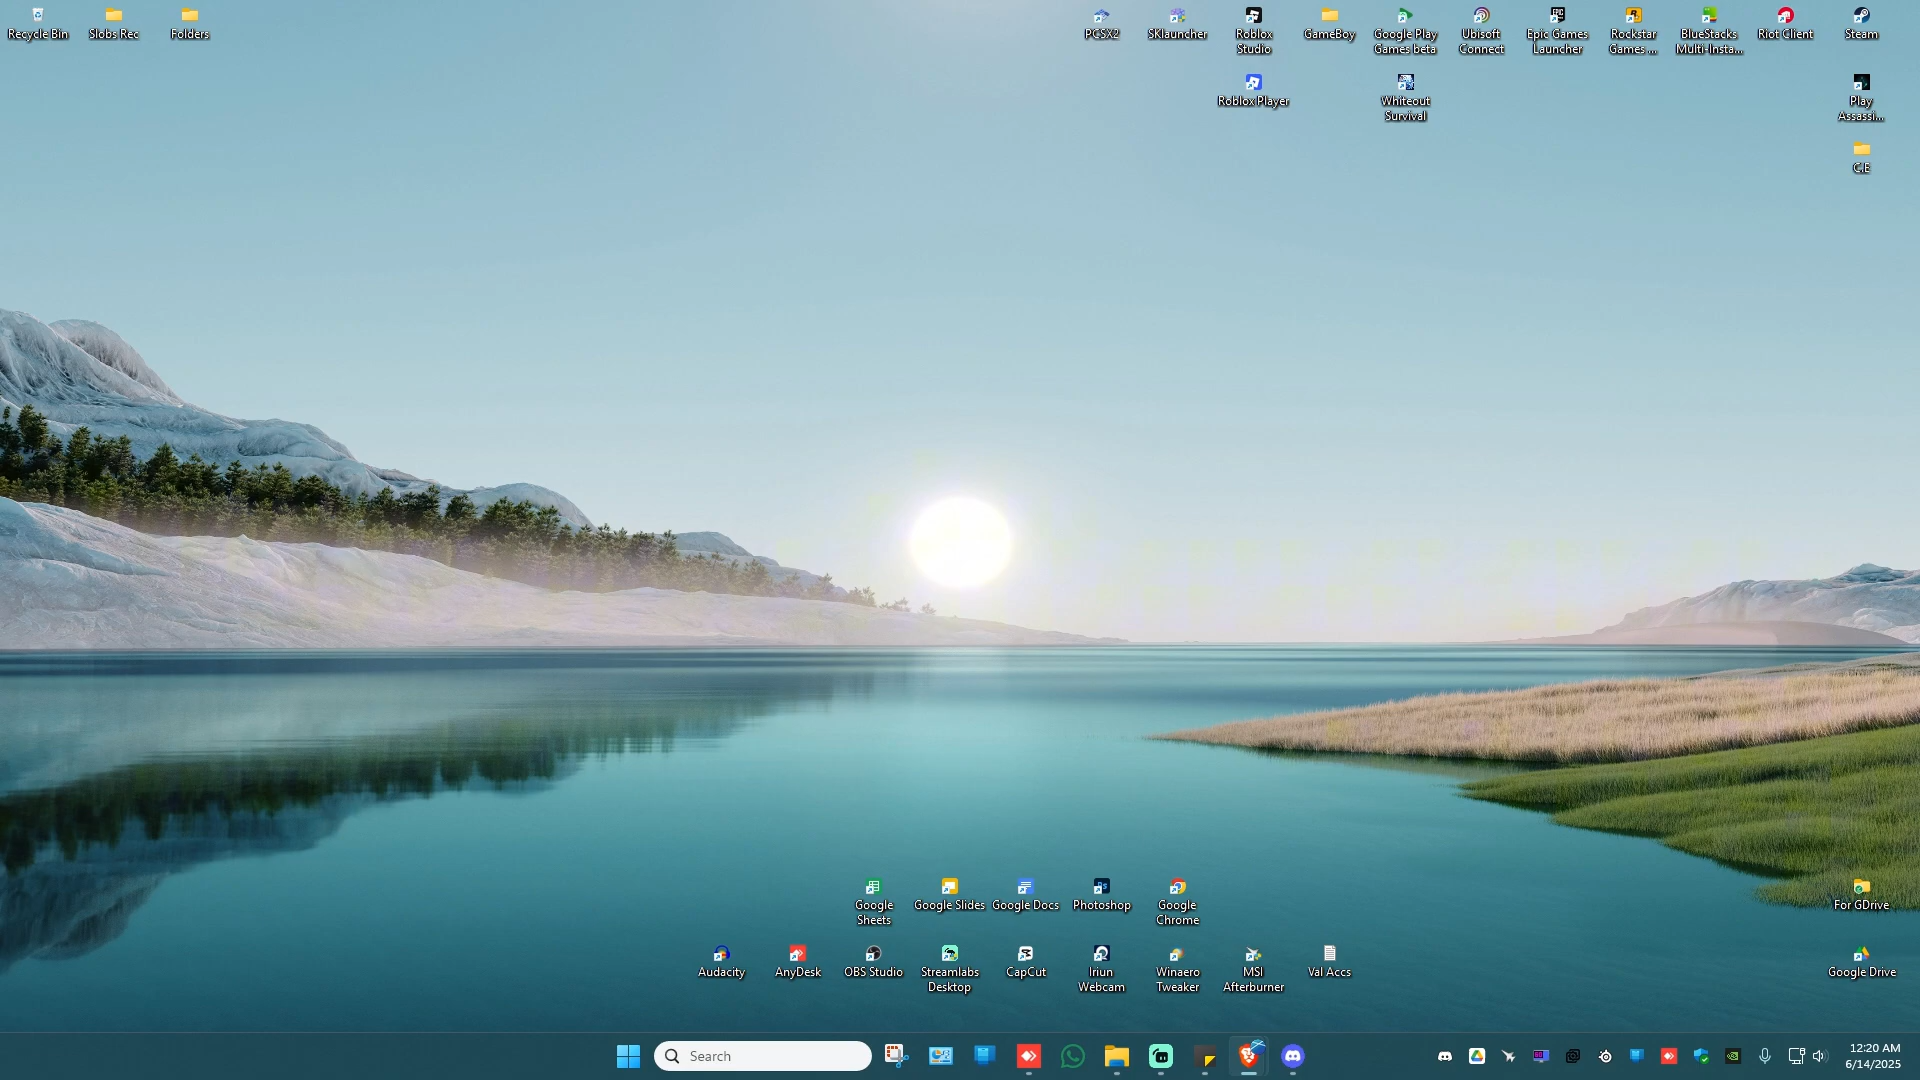 Recycle Bin
Slobs Rec
Folders
PCSX2
SKlauncher
Roblox
Studio
GameBoy
Google Play
Games beta
Ubisoft
Connect
Epic Games
Launcher
Rockstar
Games ...
BlueStacks
Multi-Insta...
Riot Client
Steam
Roblox Player
Whiteout
Survival
Play
Assassi...
C.E
Google
Sheets
Google Slides
Google Docs
Photoshop
Google
Chrome
For GDrive
Audacity
AnyDesk
OBS Studio
Streamlabs
Desktop
CapCut
Iriun
Webcam
Winaero
Tweaker
MSI
Afterburner
Val Accs
Google Drive
Search
12:20 AM
6/14/2025